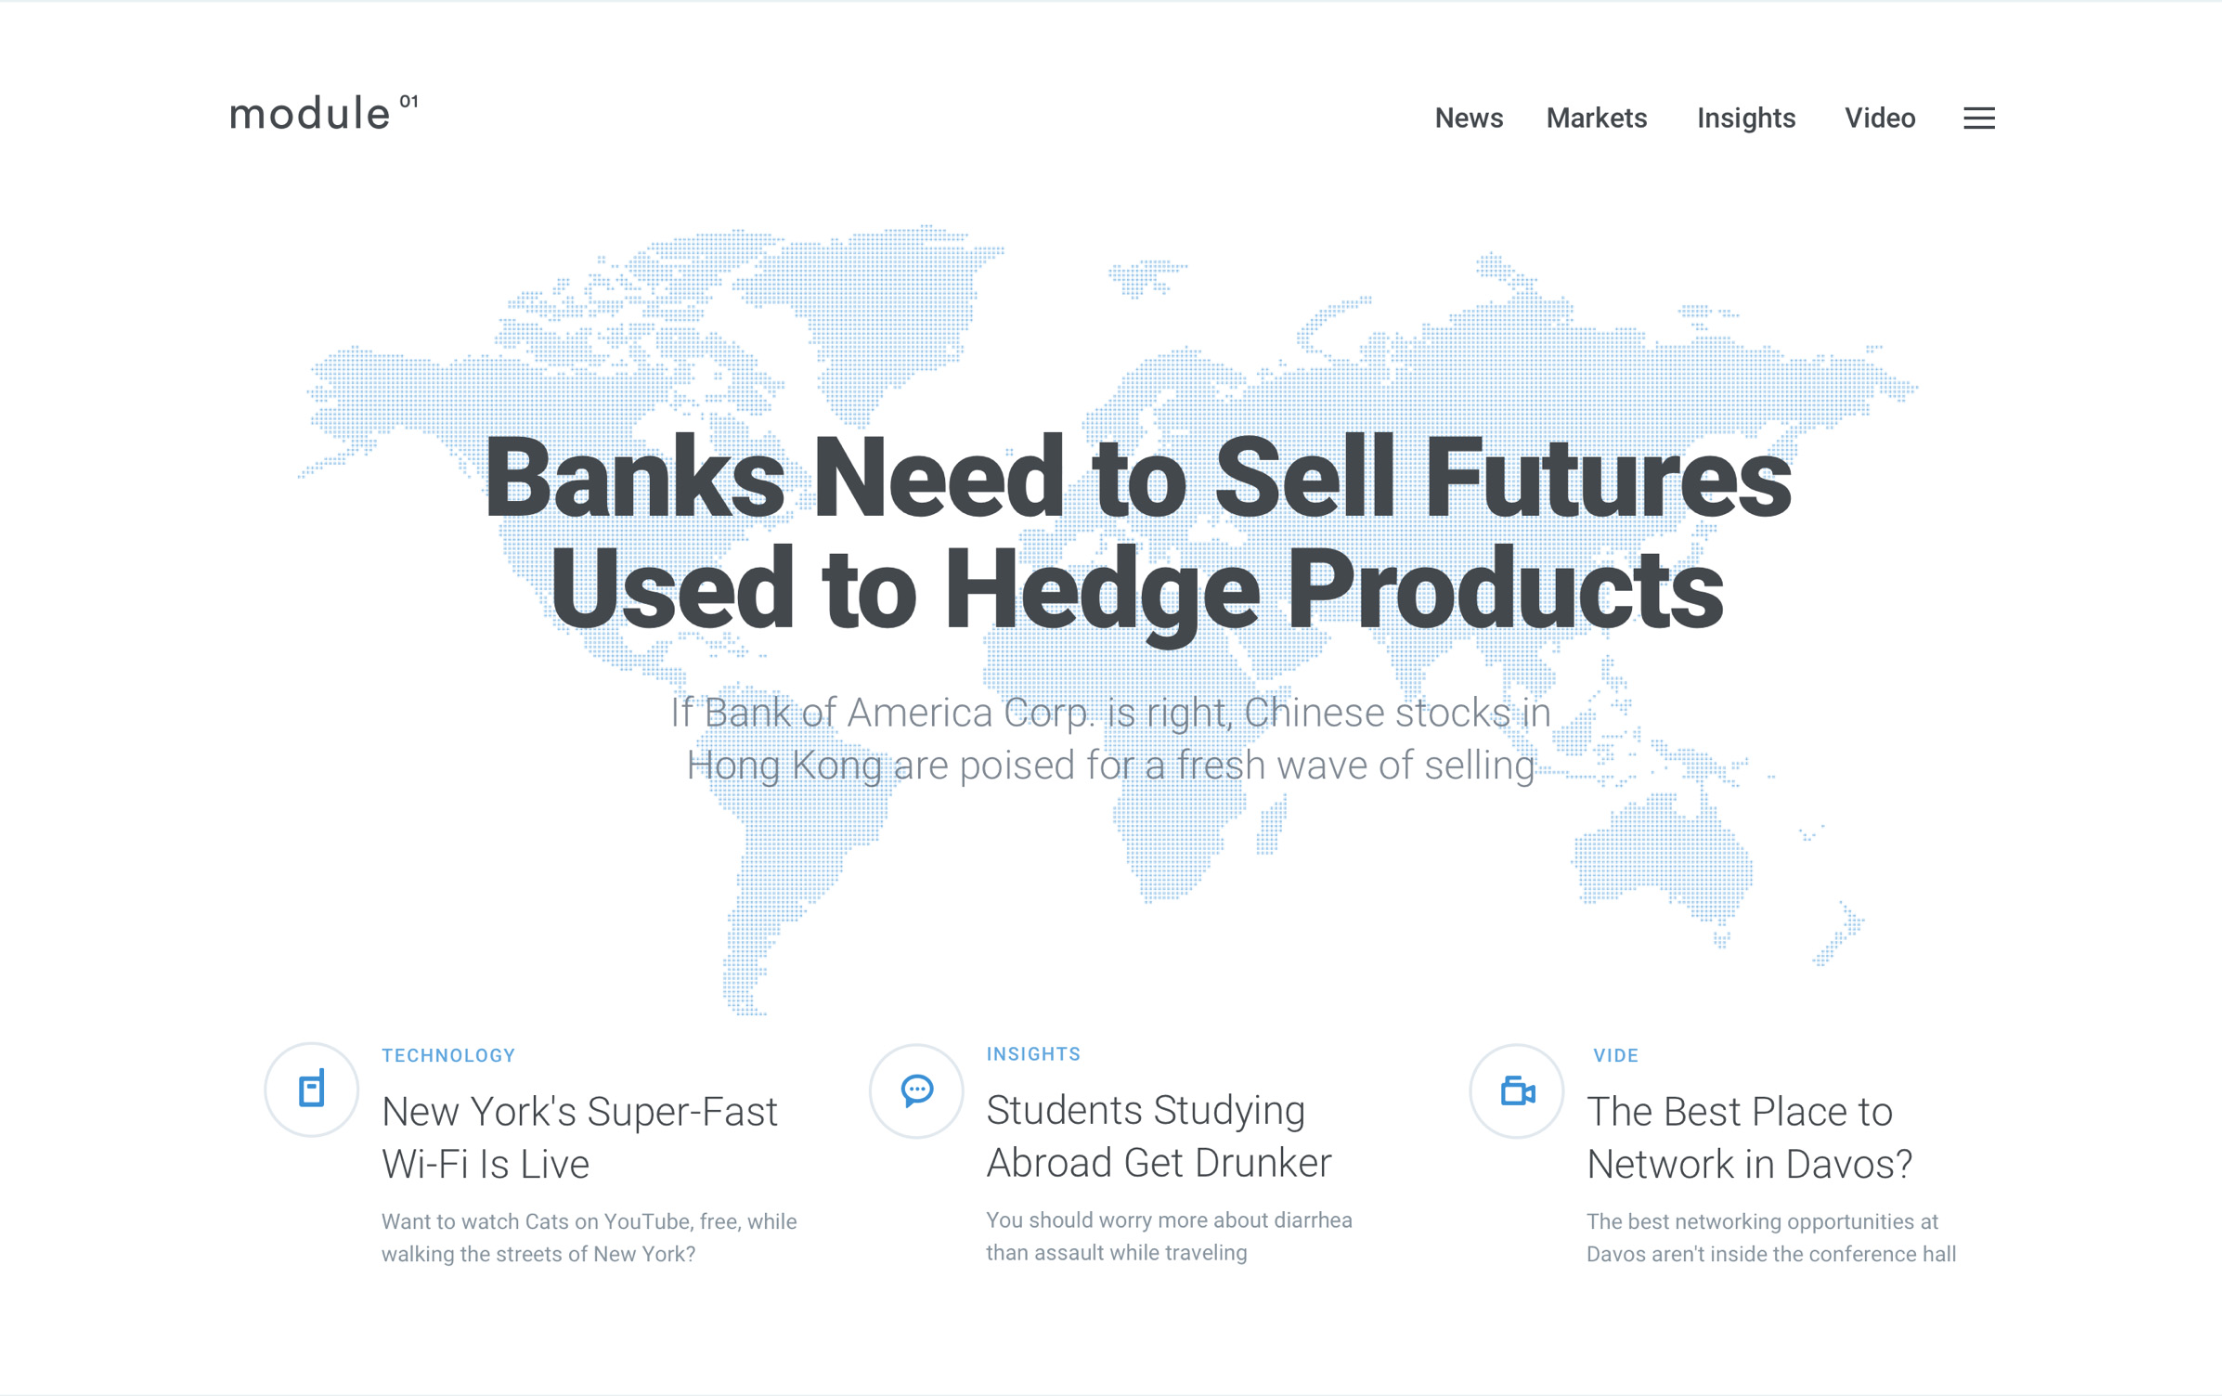 module 01
News Markets Insights Video
Banks Need to Sell Futures
Used to Hedge Products
If Bank of America Corp. is right, Chinese stocks in
Hong Kong are poised for a fresh wave of selling
TECHNOLOGY
New York's Super-Fast
Wi-Fi Is Live
Want to watch Cats on YouTube, free, while
walking the streets of New York?
INSIGHTS
Students Studying
Abroad Get Drunker
You should worry more about diarrhea
than assault while traveling
VIDE
The Best Place to
Network in Davos?
The best networking opportunities at
Davos aren't inside the conference hall